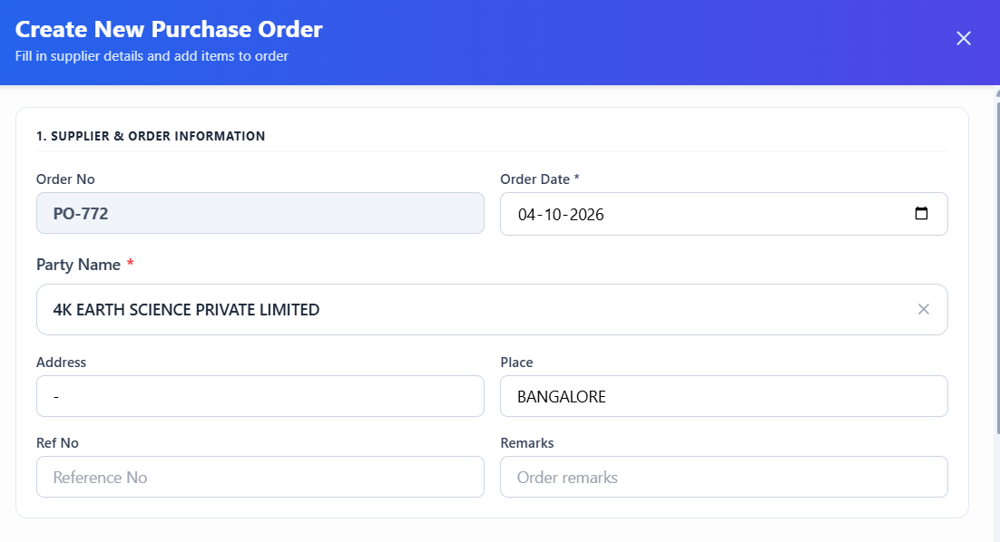 Create New Purchase Order
Fill in supplier details and add items to order
1. SUPPLIER & ORDER INFORMATION
Order No
Order Date *
PO-772
04-10-2026
Party Name *
4K EARTH SCIENCE PRIVATE LIMITED
Address
Place
-
BANGALORE
Ref No
Remarks
Reference No
Order remarks